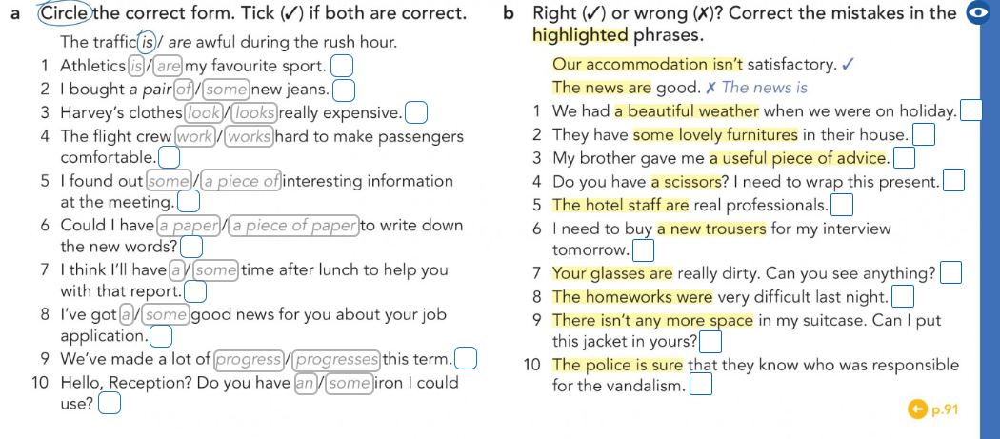 a Circle the correct form. Tick (✓) if both are correct.
The traffic is / are awful during the rush hour.
1 Athletics is / are my favourite sport.
2 I bought a pair of / some new jeans.
3 Harvey's clothes look / looks really expensive.
4 The flight crew work / works hard to make passengers
comfortable.
5 I found out some / a piece of interesting information
at the meeting.
6 Could I have a paper / a piece of paper to write down
the new words?
7 I think I'll have a / some time after lunch to help you
with that report.
8 I've got a / some good news for you about your job
application.
9 We've made a lot of progress / progresses this term.
10 Hello, Reception? Do you have an / some iron I could
use?
b Right (✓) or wrong (✗)? Correct the mistakes in the
highlighted phrases.
Our accommodation isn't satisfactory. ✓
The news are good. ✗ The news is
1 We had a beautiful weather when we were on holiday.
2 They have some lovely furnitures in their house.
3 My brother gave me a useful piece of advice.
4 Do you have a scissors? I need to wrap this present.
5 The hotel staff are real professionals.
6 I need to buy a new trousers for my interview
tomorrow.
7 Your glasses are really dirty. Can you see anything?
8 The homeworks were very difficult last night.
9 There isn't any more space in my suitcase. Can I put
this jacket in yours?
10 The police is sure that they know who was responsible
for the vandalism.
p.91